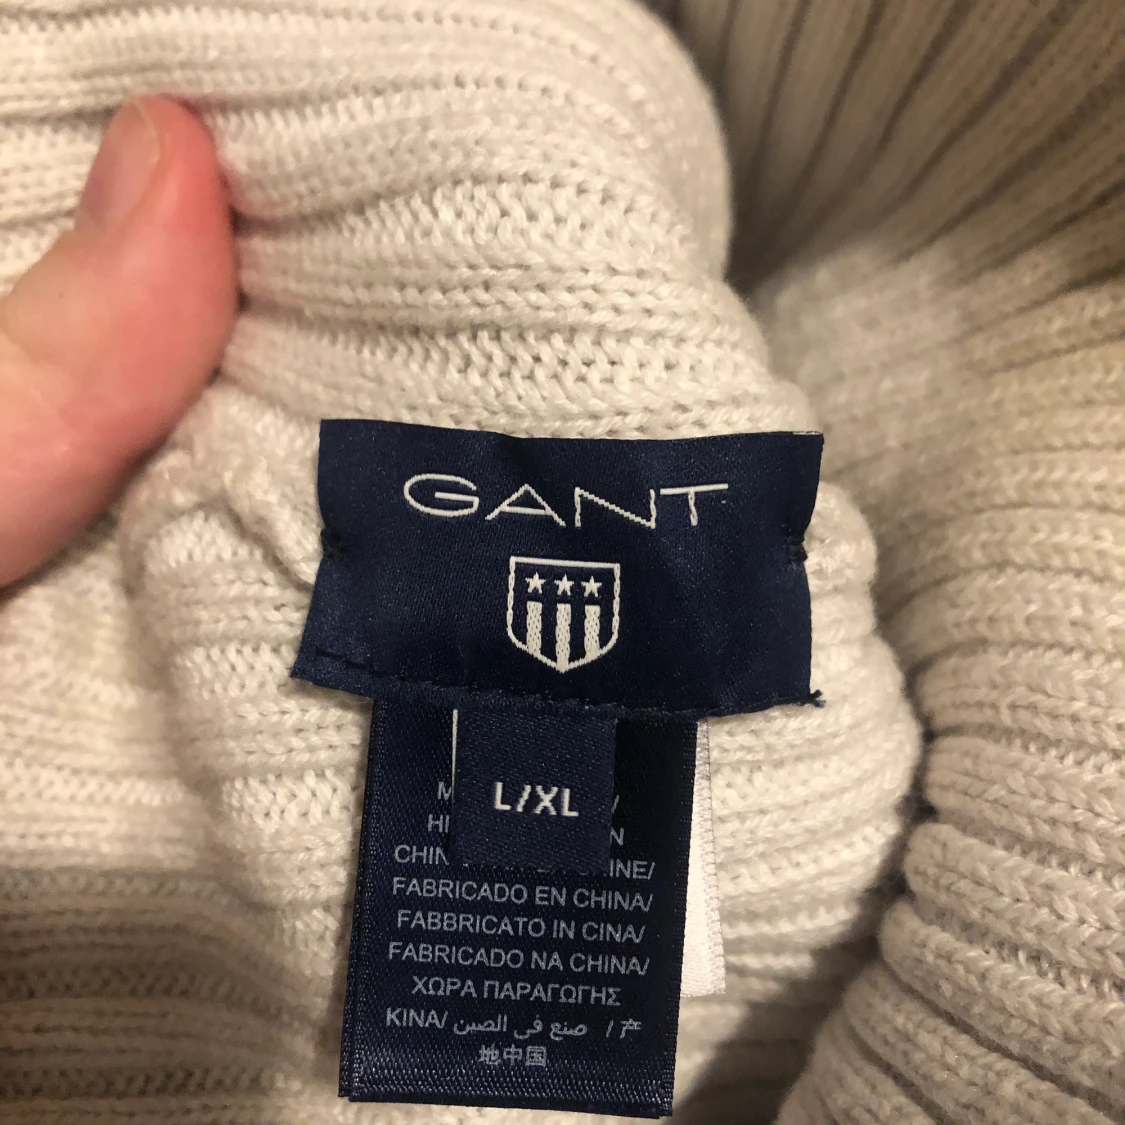 GANT
L/XL
FABRICADO EN CHINA/
FABBRICATO IN CINA/
FABRICADO NA CHINA/
ΧΩΡΑ ΠΑΡΑΓΩΓΗΣ
KINA/ صنع في الصين / 产
地中国